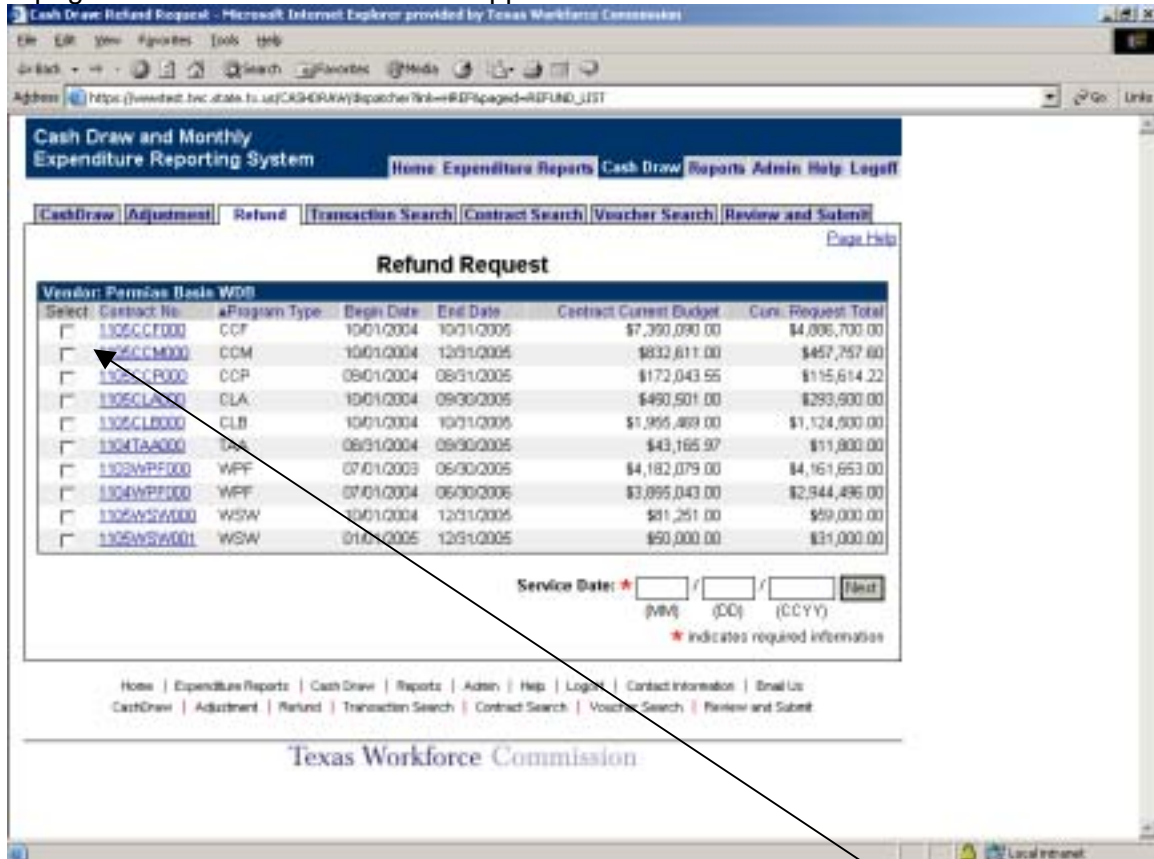 Cash Draw Refund Request - Microsoft Internet Explorer provided by Texas Workforce Commission
File Edit View Favorites Tools Help
Back Search Favorites Media
Address Go Links
Cash Draw and Monthly
Expenditure Reporting System
Home Expenditure Reports Cash Draw Reports Admin Help Logoff
CashDraw Adjustment Refund Transaction Search Contract Search Voucher Search Review and Submit
Page Help
Refund Request
Vendor: Permian Basin WDB
Select Contract No ▲Program Type Begin Date End Date Contract Current Budget Cum. Request Total
1105CCF000 CCF 10/01/2004 10/31/2005 $7,350,090.00 $4,886,700.00
1105CCM000 CCM 10/01/2004 12/31/2005 $832,611.00 $457,757.60
1105CCP000 CCP 09/01/2004 08/31/2005 $172,043.55 $115,614.22
1105CLA000 CLA 10/01/2004 09/30/2005 $460,501.00 $293,500.00
1105CLB000 CLB 10/01/2004 10/31/2005 $1,955,469.00 $1,124,500.00
1104TAA000 TAA 08/31/2004 09/30/2005 $43,165.97 $11,800.00
1103WPF000 WPF 07/01/2003 06/30/2005 $4,182,079.00 $4,161,653.00
1104WPF000 WPF 07/01/2004 06/30/2006 $3,895,043.00 $2,944,496.00
1105WSW000 WSW 10/01/2004 12/31/2005 $81,251.00 $59,000.00
1105WSW001 WSW 01/01/2005 12/31/2005 $50,000.00 $31,000.00
Service Date: * / / Next
(MM) (DD) (CCYY)
* indicates required information
Home | Expenditure Reports | Cash Draw | Reports | Admin | Help | Logoff | Contact Information | Email Us
CashDraw | Adjustment | Refund | Transaction Search | Contract Search | Voucher Search | Review and Submit
Texas Workforce Commission
Local intranet